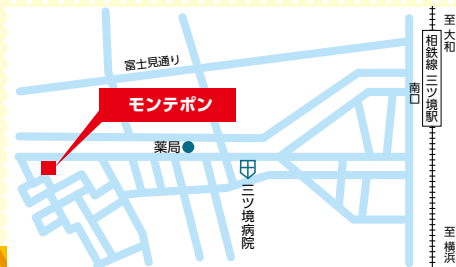 至大和
相鉄線 三ツ境駅
南口
富士見通り
モンテポン
薬局
三ツ境病院
至横浜